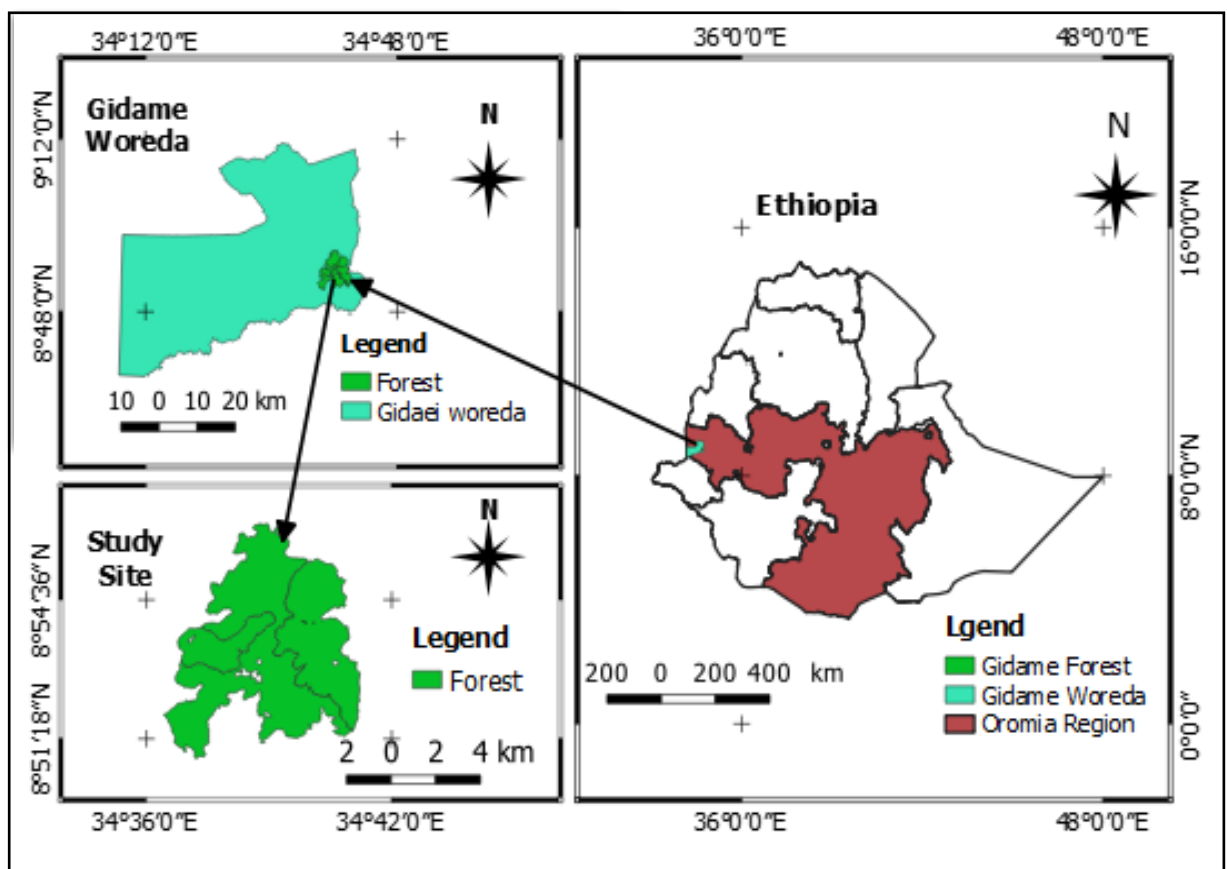 34°12′0″E
34°48′0″E
9°12′0″N
8°48′0″N
Gidame
Woreda
N
Legend
Forest
Gidaei woreda
10 0 10 20 km
Study
Site
N
8°54′36″N
8°51′18″N
Legend
Forest
2 0 2 4 km
34°36′0″E
34°42′0″E
36°0′0″E
48°0′0″E
N
Ethiopia
16°0′0″N
8°0′0″N
0°0′0″
Lgend
Gidame Forest
Gidame Woreda
Oromia Region
200 0 200 400 km
36°0′0″E
48°0′0″E